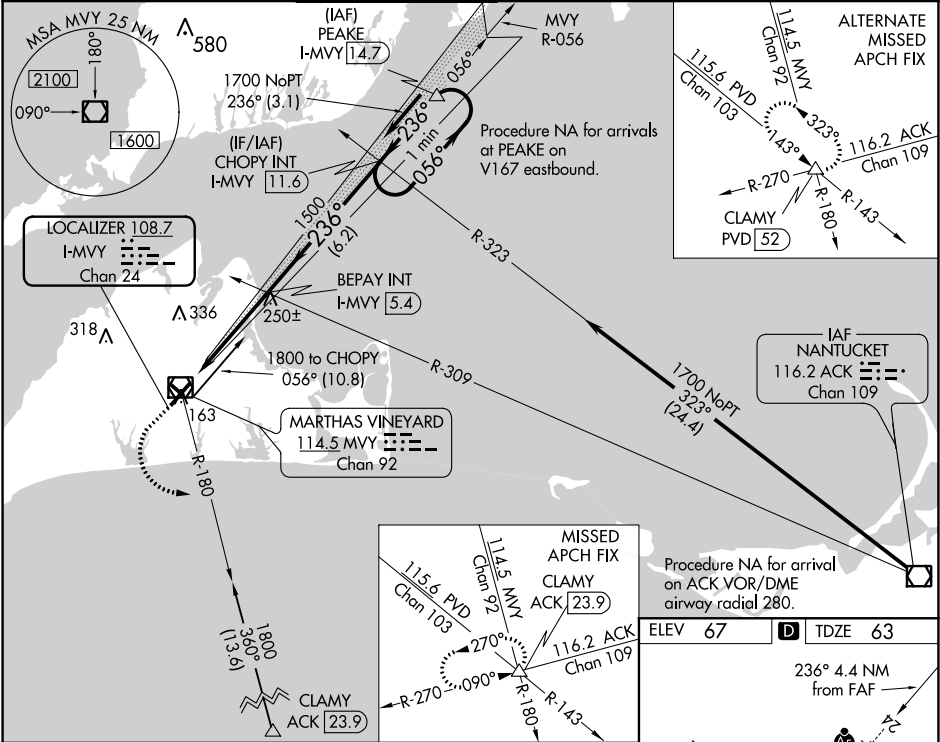 MSA MVY 25 NM
180°
2100
090°
1600
580
(IAF)
PEAKE
I-MVY 14.7
1700 NoPT
236° (3.1)
MVY
R-056
056°
236°
1 min
056°
(IF/IAF)
CHOPY INT
I-MVY 11.6
Procedure NA for arrivals
at PEAKE on
V167 eastbound.
ALTERNATE
MISSED
APCH FIX
114.5 MVY
Chan 92
115.6 PVD
Chan 103
323°
143°
116.2 ACK
Chan 109
R-270
R-180
R-143
CLAMY
PVD 52
LOCALIZER 108.7
I-MVY
Chan 24
1500
236°
(6.2)
R-323
BEPAY INT
I-MVY 5.4
250±
336
318
1800 to CHOPY
056° (10.8)
R-309
163
MARTHAS VINEYARD
114.5 MVY
Chan 92
1700 NoPT
323°
(24.4)
IAF
NANTUCKET
116.2 ACK
Chan 109
R-180
1800
360°
(13.6)
CLAMY
ACK 23.9
MISSED
APCH FIX
114.5 MVY
Chan 92
115.6 PVD
Chan 103
CLAMY
ACK 23.9
270°
090°
116.2 ACK
Chan 109
R-270
R-180
R-143
Procedure NA for arrival
on ACK VOR/DME
airway radial 280.
ELEV 67
D
TDZE 63
236° 4.4 NM
from FAF
24